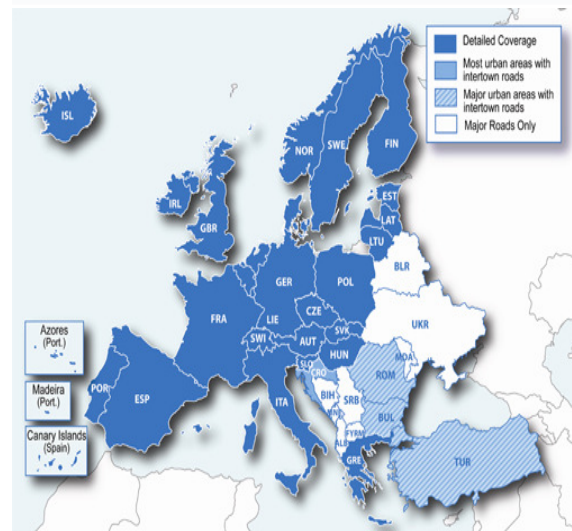 Detailed Coverage
Most urban areas with
intertown roads
Major urban areas with
intertown roads
Major Roads Only
ISL
NOR
SWE
FIN
EST
LAT
LTU
IRL
GBR
BLR
GER
POL
UKR
CZE
FRA
LIE
SVK
SWI
AUT
HUN
MDA
SLO
CRO
ROM
BIH
SRB
MNE
BUL
FYRM
ALB
ITA
GRE
TUR
POR
ESP
Azores
(Port.)
Madeira
(Port.)
Canary Islands
(Spain)